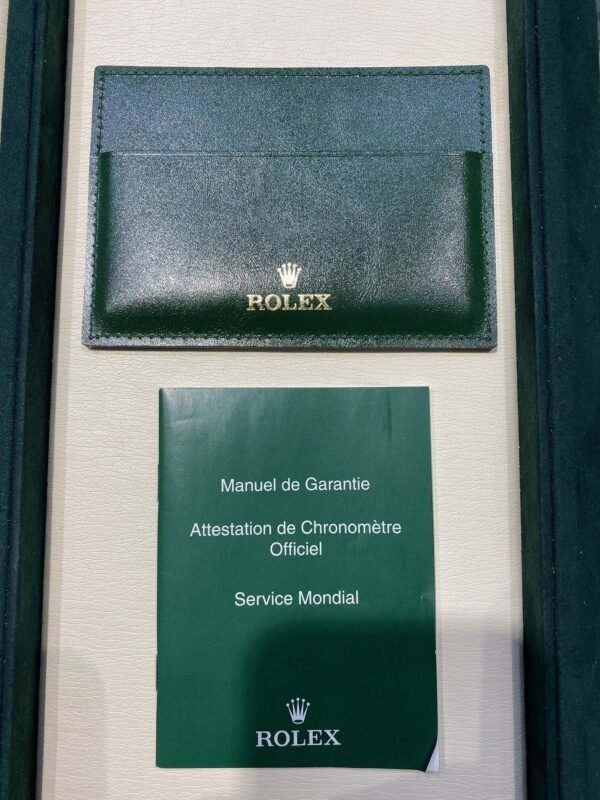 ROLEX
Manuel de Garantie
Attestation de Chronomètre
Officiel
Service Mondial
ROLEX